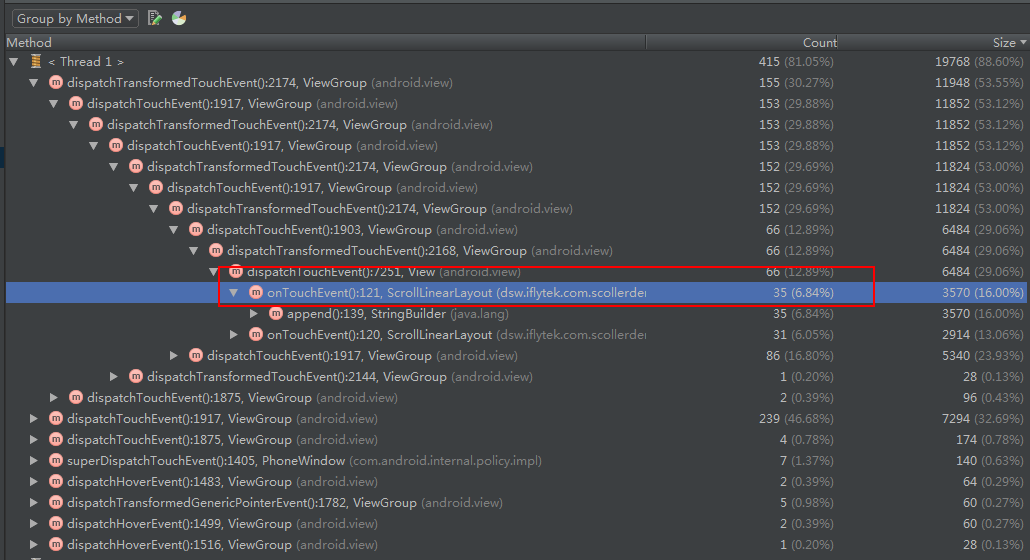 Group by Method
Method Count Size
< Thread 1 > 415 (81.05%) 19768 (88.60%)
m dispatchTransformedTouchEvent():2174, ViewGroup (android.view) 155 (30.27%) 11948 (53.55%)
m dispatchTouchEvent():1917, ViewGroup (android.view) 153 (29.88%) 11852 (53.12%)
m dispatchTransformedTouchEvent():2174, ViewGroup (android.view) 153 (29.88%) 11852 (53.12%)
m dispatchTouchEvent():1917, ViewGroup (android.view) 153 (29.88%) 11852 (53.12%)
m dispatchTransformedTouchEvent():2174, ViewGroup (android.view) 152 (29.69%) 11824 (53.00%)
m dispatchTouchEvent():1917, ViewGroup (android.view) 152 (29.69%) 11824 (53.00%)
m dispatchTransformedTouchEvent():2174, ViewGroup (android.view) 152 (29.69%) 11824 (53.00%)
m dispatchTouchEvent():1903, ViewGroup (android.view) 66 (12.89%) 6484 (29.06%)
m dispatchTransformedTouchEvent():2168, ViewGroup (android.view) 66 (12.89%) 6484 (29.06%)
m dispatchTouchEvent():7251, View (android.view) 66 (12.89%) 6484 (29.06%)
m onTouchEvent():121, ScrollLinearLayout (dsw.iflytek.com.scollerde 35 (6.84%) 3570 (16.00%)
m append():139, StringBuilder (java.lang) 35 (6.84%) 3570 (16.00%)
m onTouchEvent():120, ScrollLinearLayout (dsw.iflytek.com.scollerde 31 (6.05%) 2914 (13.06%)
m dispatchTouchEvent():1917, ViewGroup (android.view) 86 (16.80%) 5340 (23.93%)
m dispatchTransformedTouchEvent():2144, ViewGroup (android.view) 1 (0.20%) 28 (0.13%)
m dispatchTouchEvent():1875, ViewGroup (android.view) 2 (0.39%) 96 (0.43%)
m dispatchTouchEvent():1917, ViewGroup (android.view) 239 (46.68%) 7294 (32.69%)
m dispatchTouchEvent():1875, ViewGroup (android.view) 4 (0.78%) 174 (0.78%)
m superDispatchTouchEvent():1405, PhoneWindow (com.android.internal.policy.impl) 7 (1.37%) 140 (0.63%)
m dispatchHoverEvent():1483, ViewGroup (android.view) 2 (0.39%) 64 (0.29%)
m dispatchTransformedGenericPointerEvent():1782, ViewGroup (android.view) 5 (0.98%) 60 (0.27%)
m dispatchHoverEvent():1499, ViewGroup (android.view) 2 (0.39%) 60 (0.27%)
m dispatchHoverEvent():1516, ViewGroup (android.view) 1 (0.20%) 28 (0.13%)